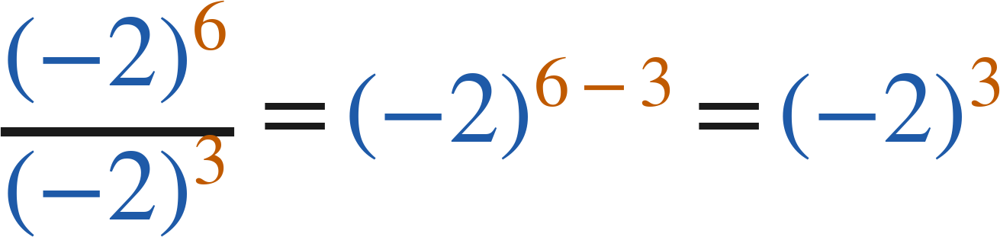 (−2)⁶
= (−2)⁶ ⁻ ³ = (−2)³
(−2)³